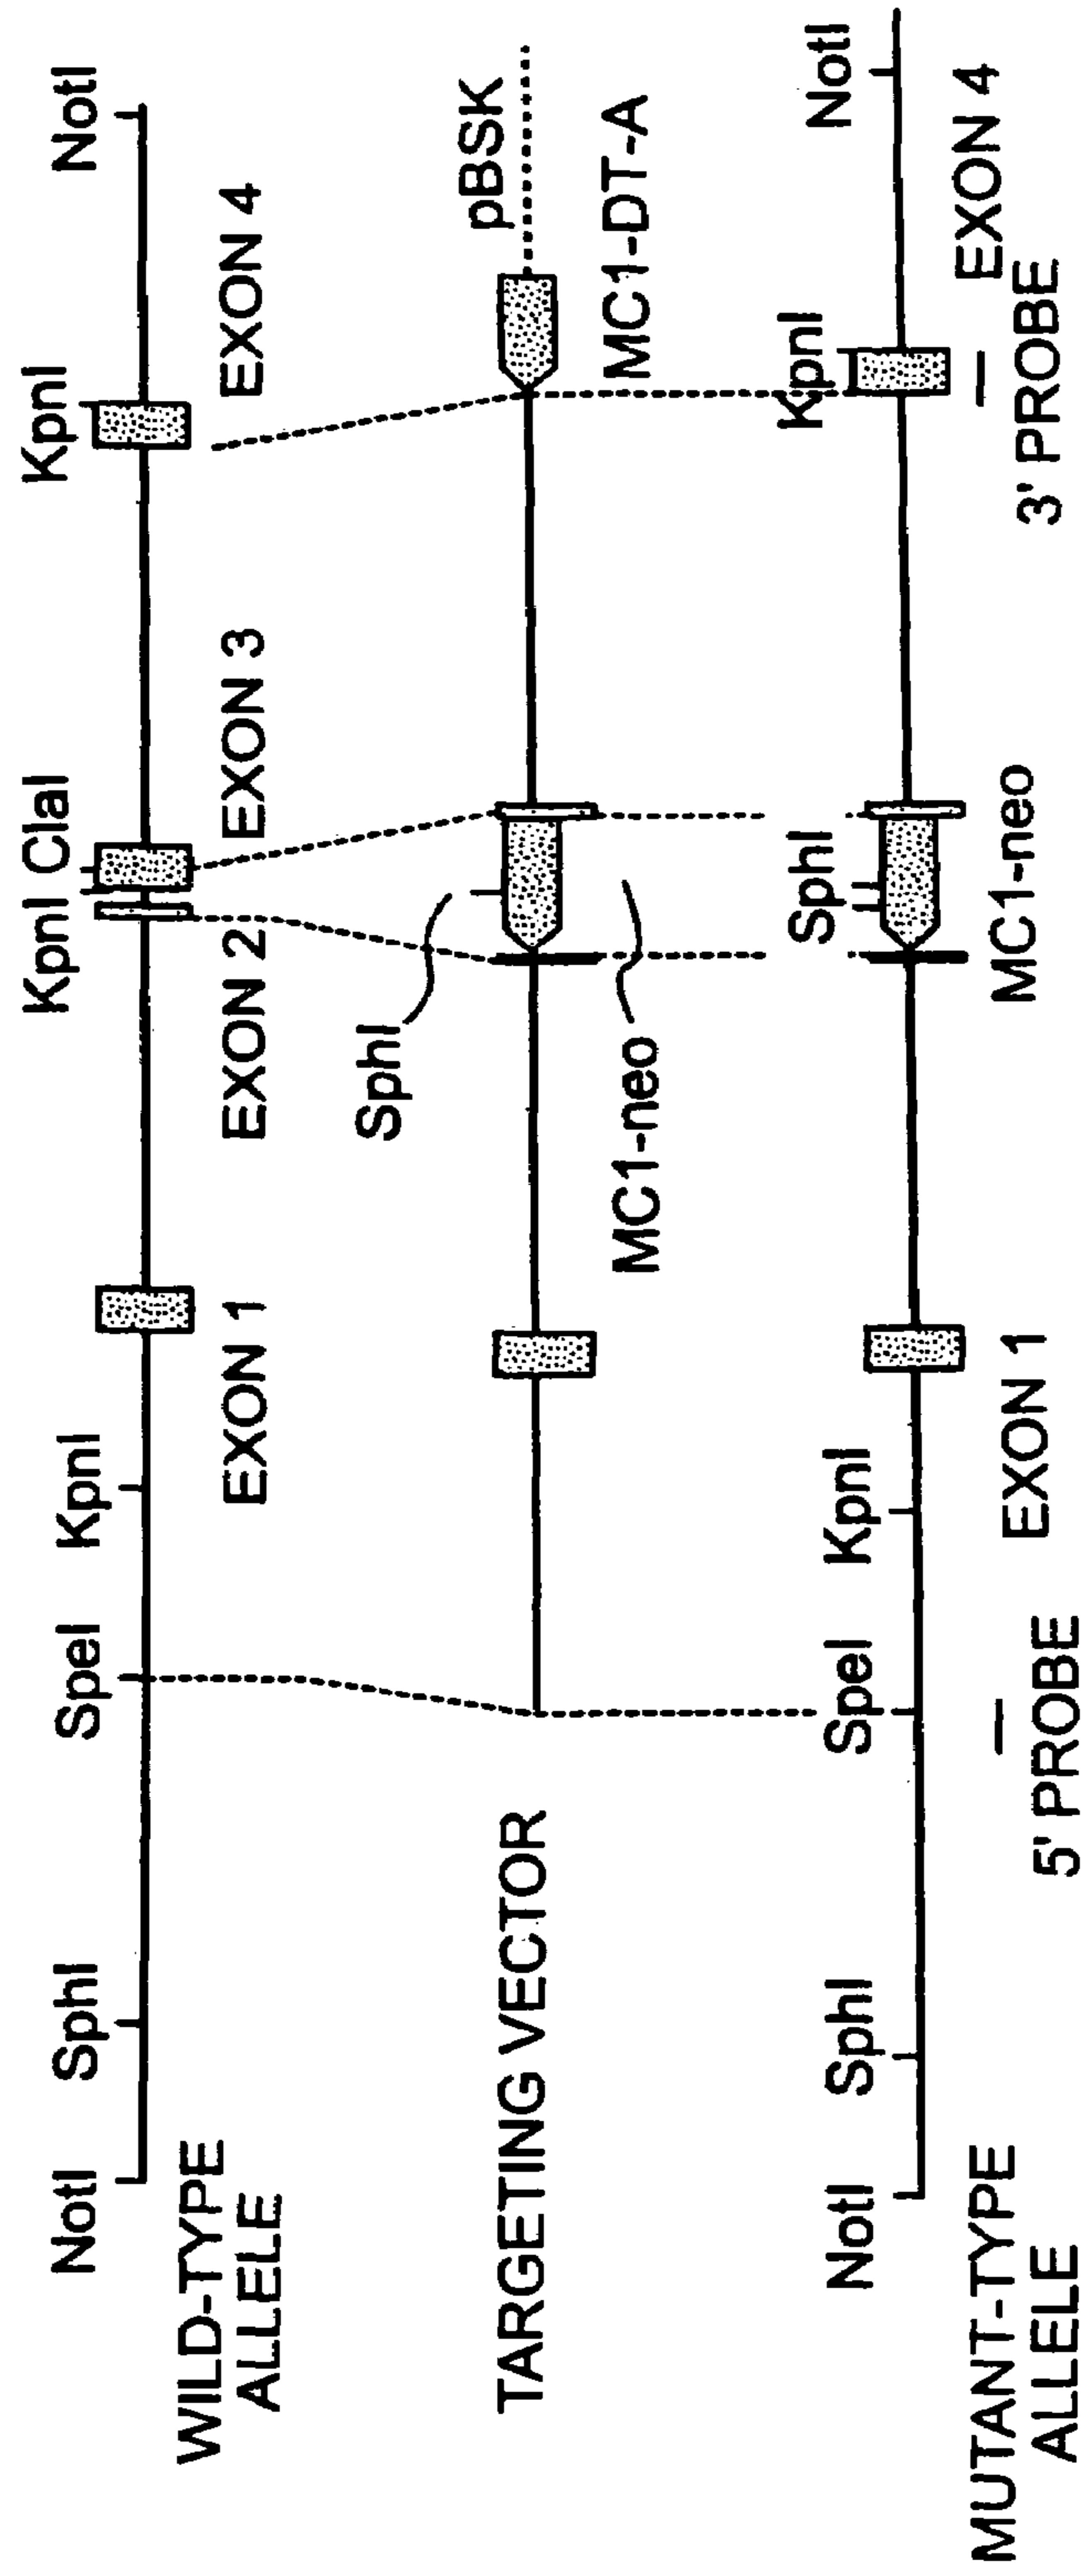 NotI SphI SpeI KpnI KpnI ClaI KpnI NotI
WILD-TYPE
ALLELE
EXON 1 EXON 2 EXON 3 EXON 4
SphI
pBSK
TARGETING VECTOR
MC1-neo
MC1-DT-A
NotI SphI SpeI KpnI SphI KpnI NotI
MUTANT-TYPE
ALLELE
EXON 1
MC1-neo
EXON 4
5' PROBE
3' PROBE